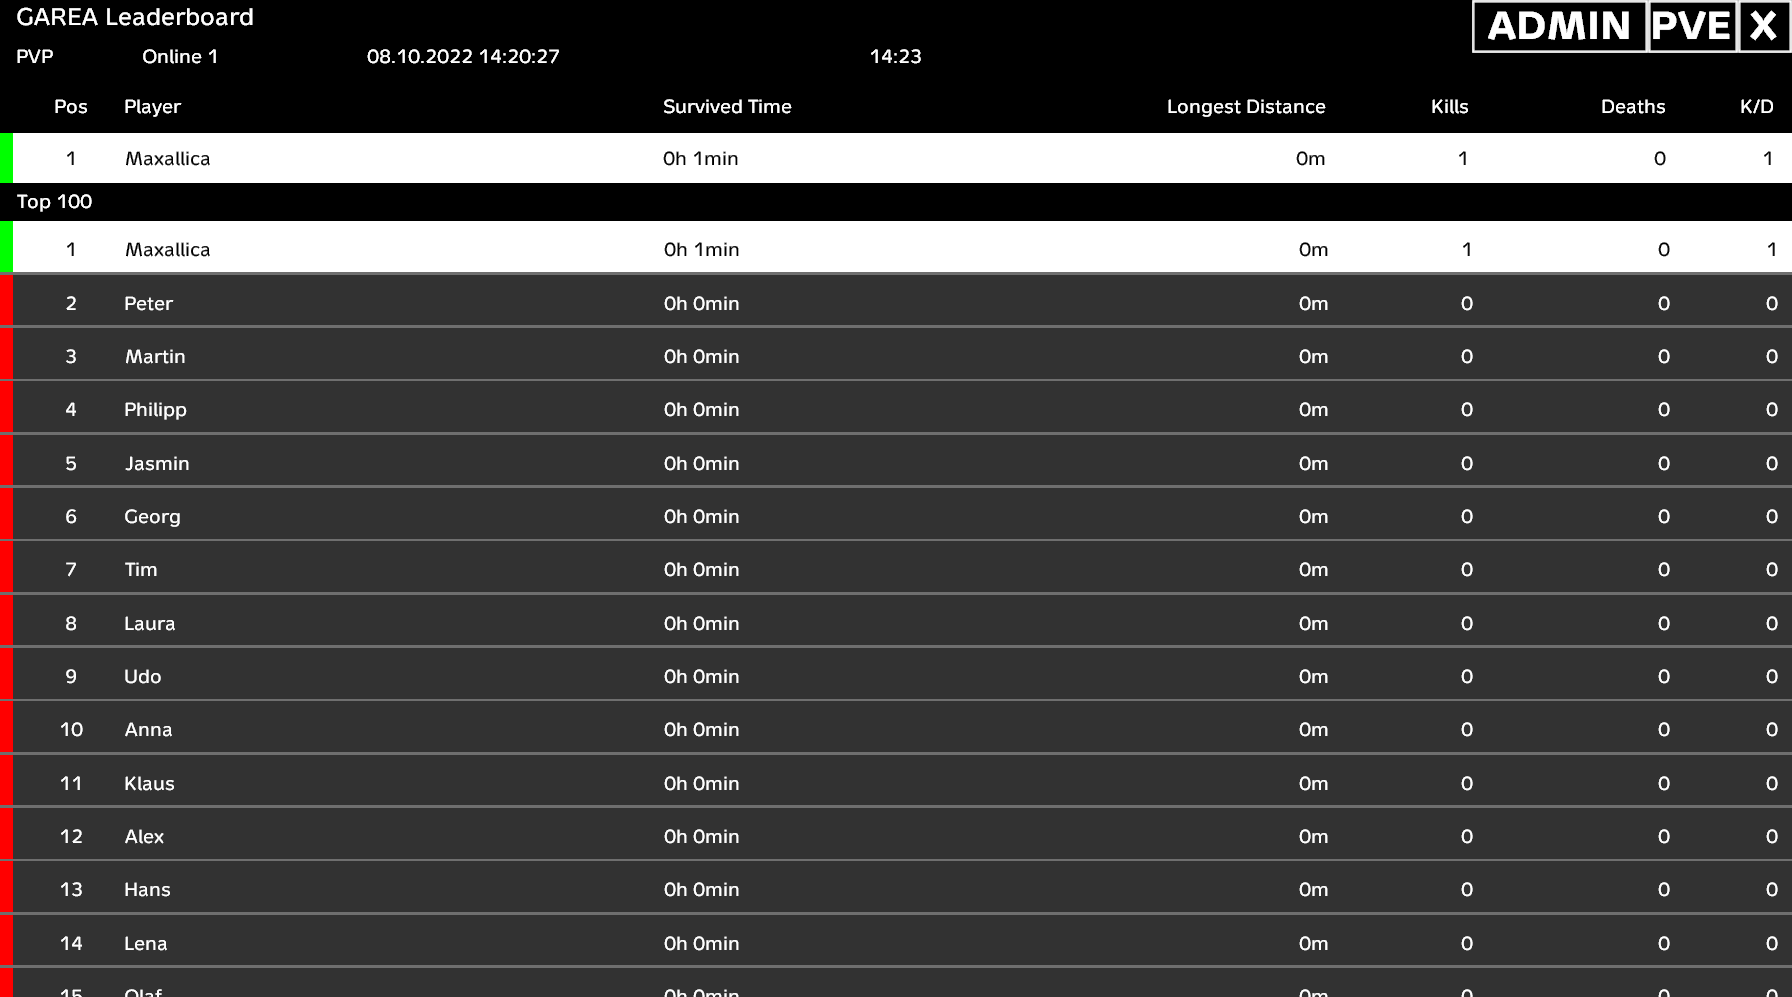 GAREA Leaderboard
ADMIN PVE X
PVP Online 1 08.10.2022 14:20:27 14:23
Pos Player Survived Time Longest Distance Kills Deaths K/D
1 Maxallica 0h 1min 0m 1 0 1
Top 100
1 Maxallica 0h 1min 0m 1 0 1
2 Peter 0h 0min 0m 0 0 0
3 Martin 0h 0min 0m 0 0 0
4 Philipp 0h 0min 0m 0 0 0
5 Jasmin 0h 0min 0m 0 0 0
6 Georg 0h 0min 0m 0 0 0
7 Tim 0h 0min 0m 0 0 0
8 Laura 0h 0min 0m 0 0 0
9 Udo 0h 0min 0m 0 0 0
10 Anna 0h 0min 0m 0 0 0
11 Klaus 0h 0min 0m 0 0 0
12 Alex 0h 0min 0m 0 0 0
13 Hans 0h 0min 0m 0 0 0
14 Lena 0h 0min 0m 0 0 0
15 Olaf 0h 0min 0m 0 0 0